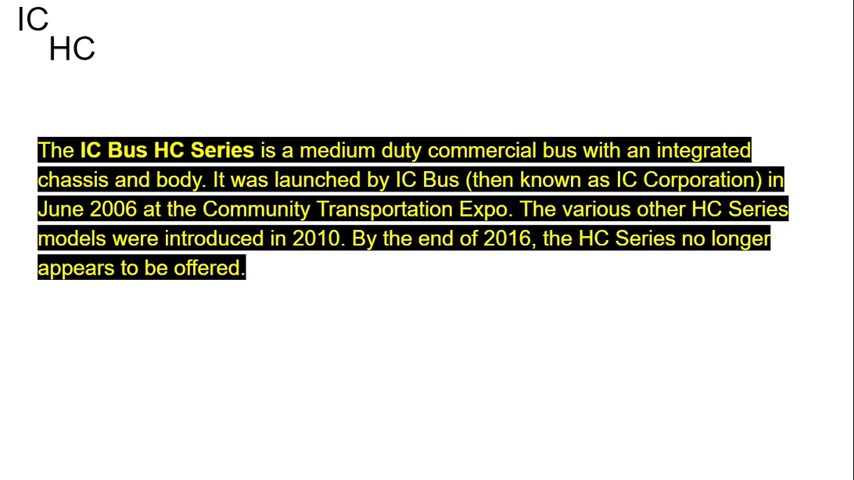 IC
HC
The IC Bus HC Series is a medium duty commercial bus with an integrated
chassis and body. It was launched by IC Bus (then known as IC Corporation) in
June 2006 at the Community Transportation Expo. The various other HC Series
models were introduced in 2010. By the end of 2016, the HC Series no longer
appears to be offered.